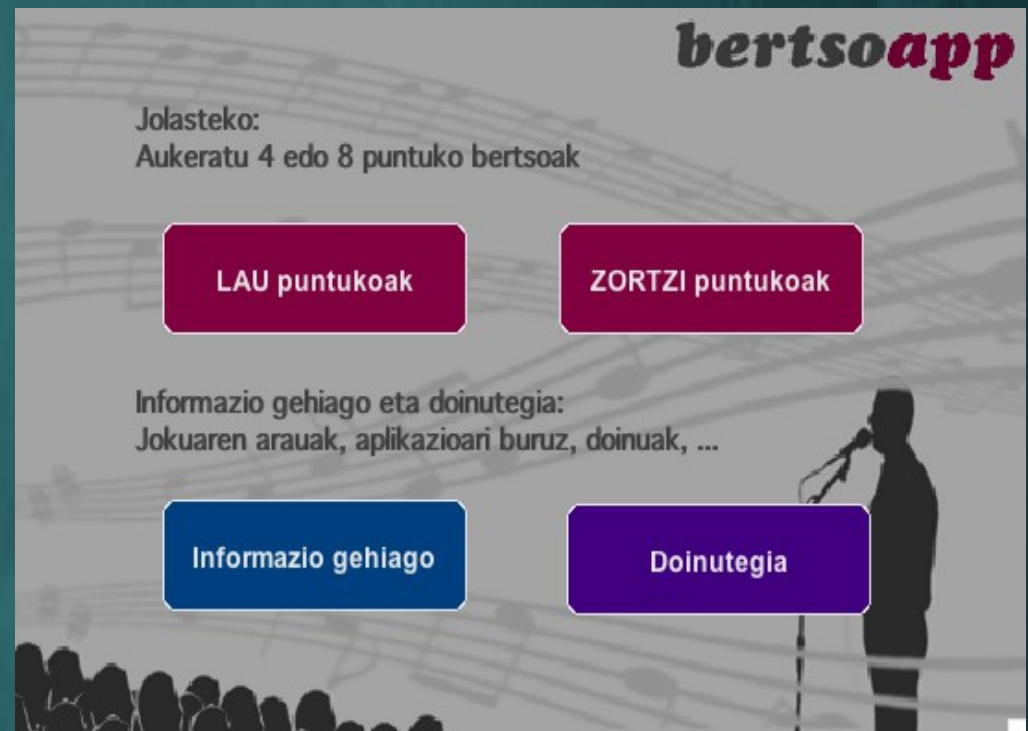 bertsoapp
Jolasteko:
Aukeratu 4 edo 8 puntuko bertsoak
LAU puntukoak
ZORTZI puntukoak
Informazio gehiago eta doinutegia:
Jokuaren arauak, aplikazioari buruz, doinuak, ...
Informazio gehiago
Doinutegia